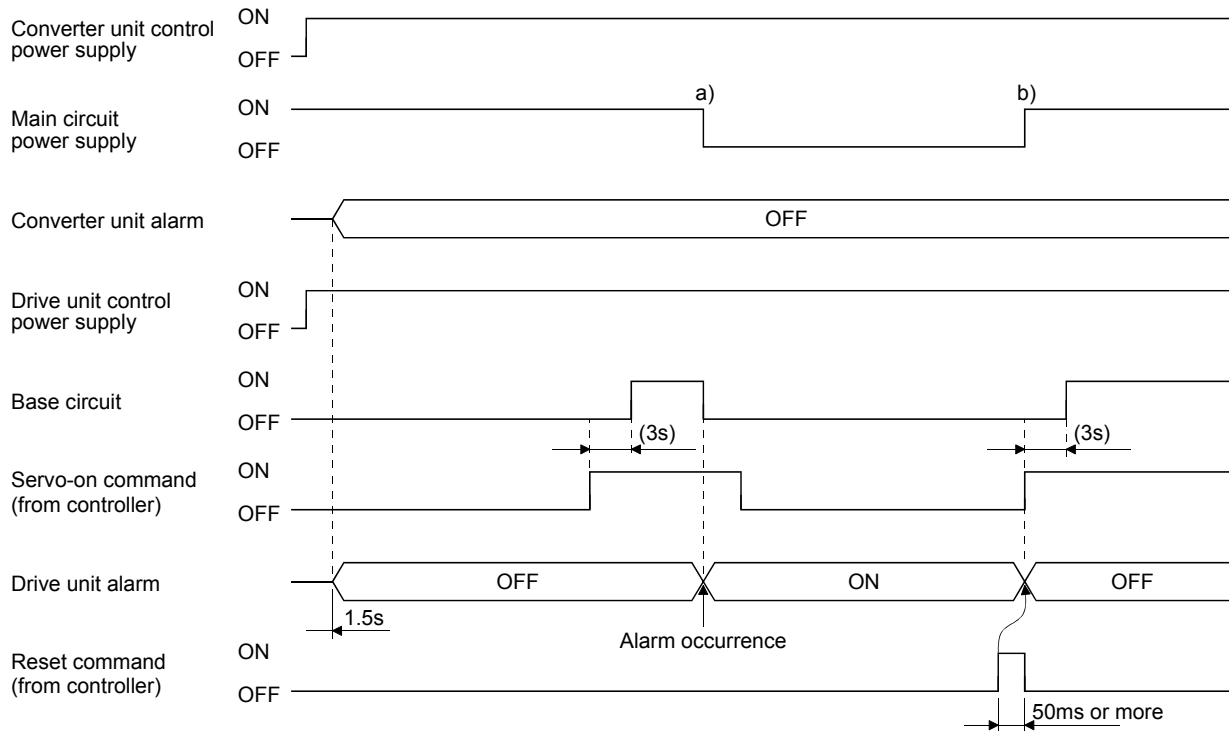 Converter unit control
power supply
ON
OFF
Main circuit
power supply
ON
OFF
a)
b)
Converter unit alarm
OFF
Drive unit control
power supply
ON
OFF
Base circuit
ON
OFF
(3s)
(3s)
Servo-on command
(from controller)
ON
OFF
Drive unit alarm
OFF
ON
OFF
1.5s
Alarm occurrence
Reset command
(from controller)
ON
OFF
50ms or more